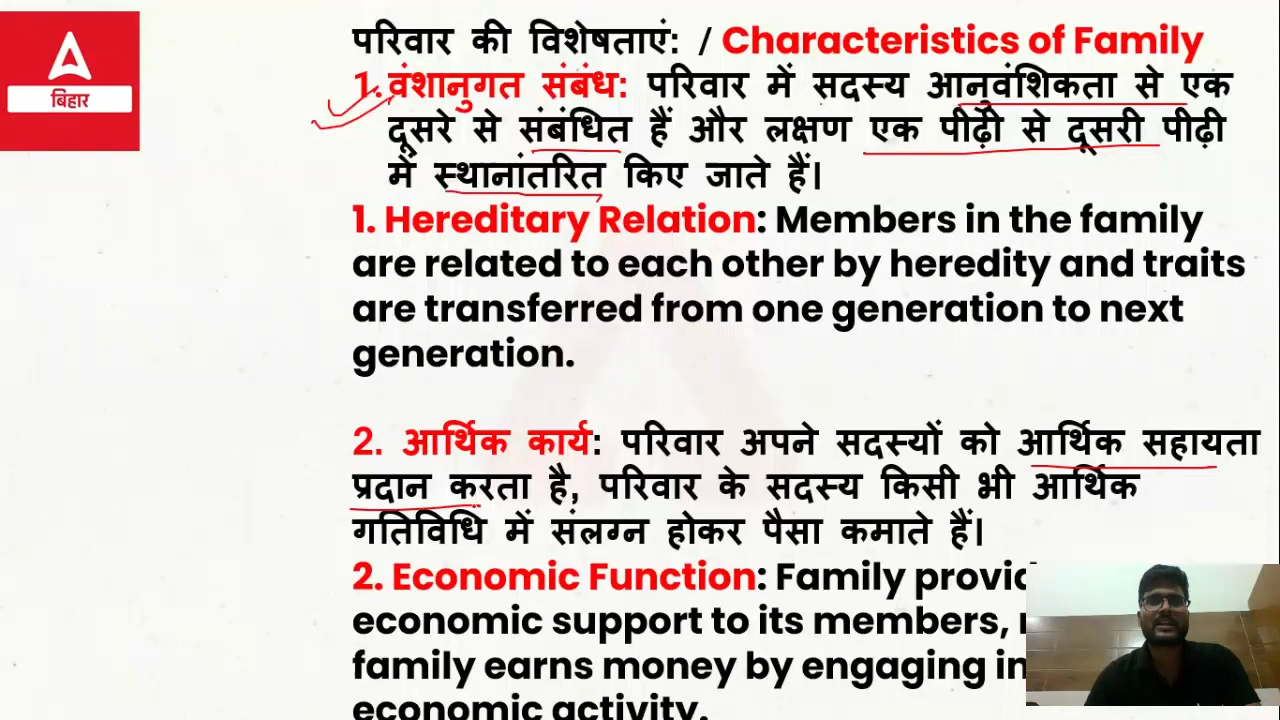 बिहार
परिवार की विशेषताएं: / Characteristics of Family
1. वंशानुगत संबंध: परिवार में सदस्य आनुवंशिकता से एक
दूसरे से संबंधित हैं और लक्षण एक पीढ़ी से दूसरी पीढ़ी
में स्थानांतरित किए जाते हैं।
1. Hereditary Relation: Members in the family
are related to each other by heredity and traits
are transferred from one generation to next
generation.
2. आर्थिक कार्य: परिवार अपने सदस्यों को आर्थिक सहायता
प्रदान करता है, परिवार के सदस्य किसी भी आर्थिक
गतिविधि में संलग्न होकर पैसा कमाते हैं।
2. Economic Function: Family
economic support to its members,
family earns money by engaging in
economic activity.